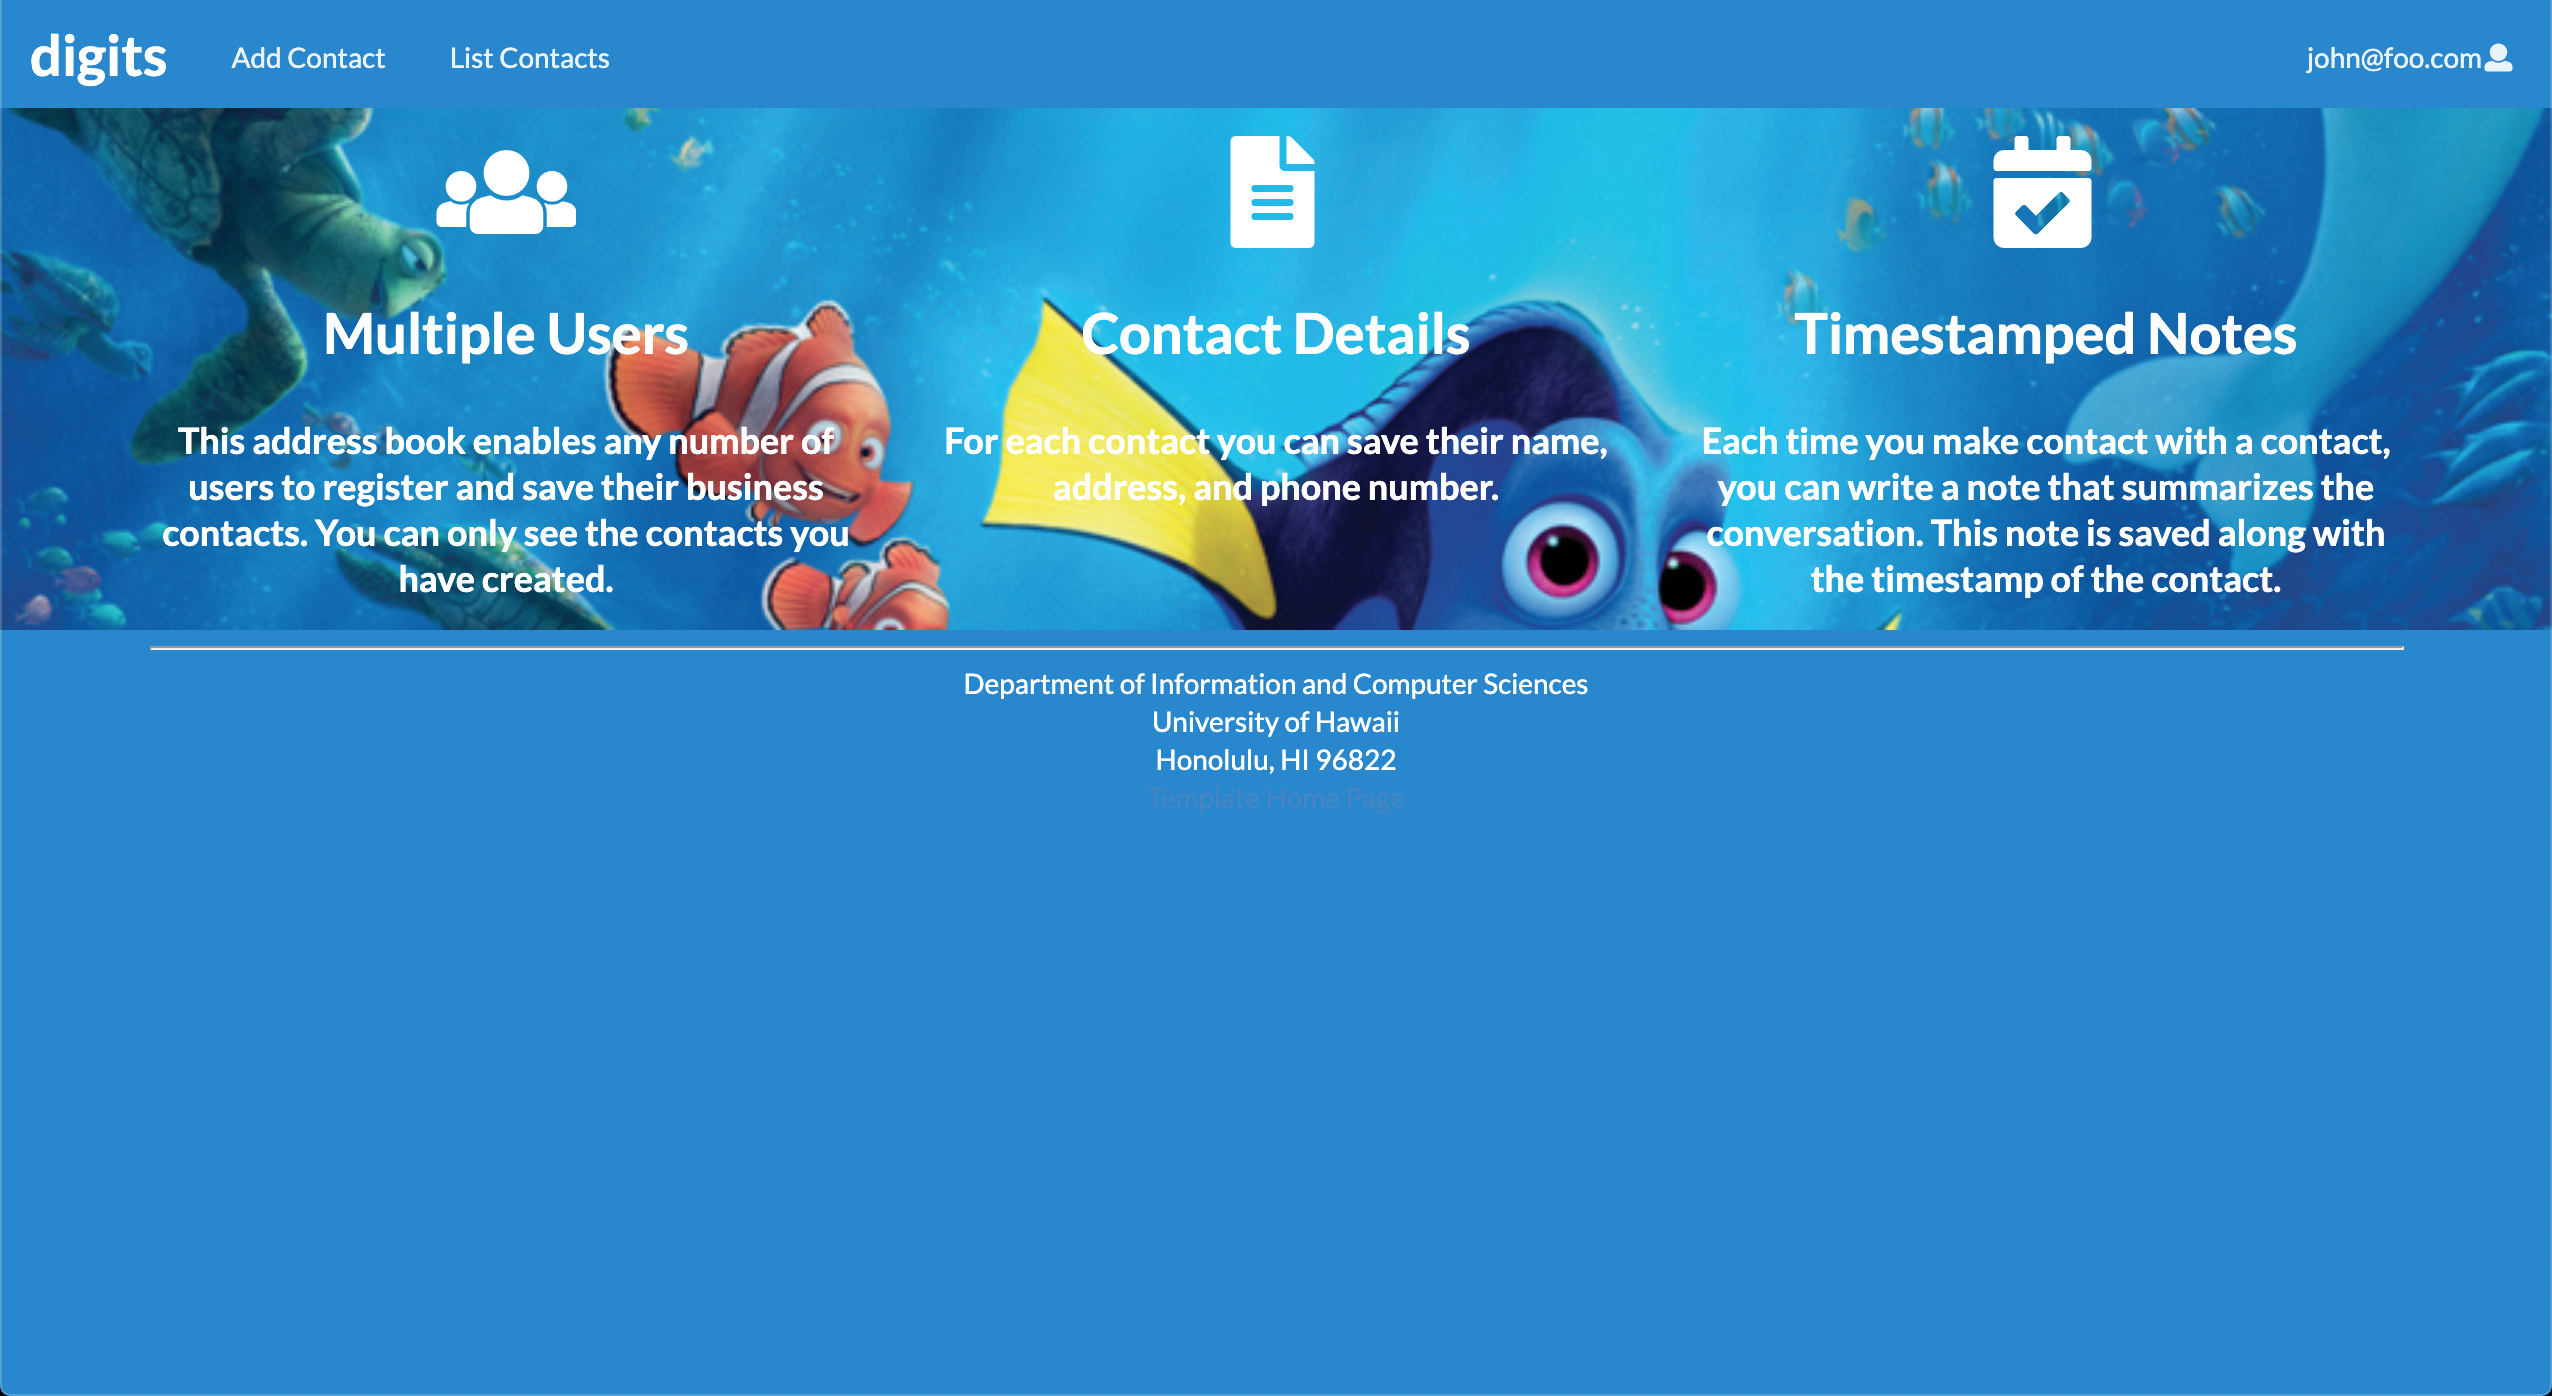 digits
Add Contact
List Contacts
john@foo.com
Multiple Users
This address book enables any number of
users to register and save their business
contacts. You can only see the contacts you
have created.
Contact Details
For each contact you can save their name,
address, and phone number.
Timestamped Notes
Each time you make contact with a contact,
you can write a note that summarizes the
conversation. This note is saved along with
the timestamp of the contact.
Department of Information and Computer Sciences
University of Hawaii
Honolulu, HI 96822
Template Home Page